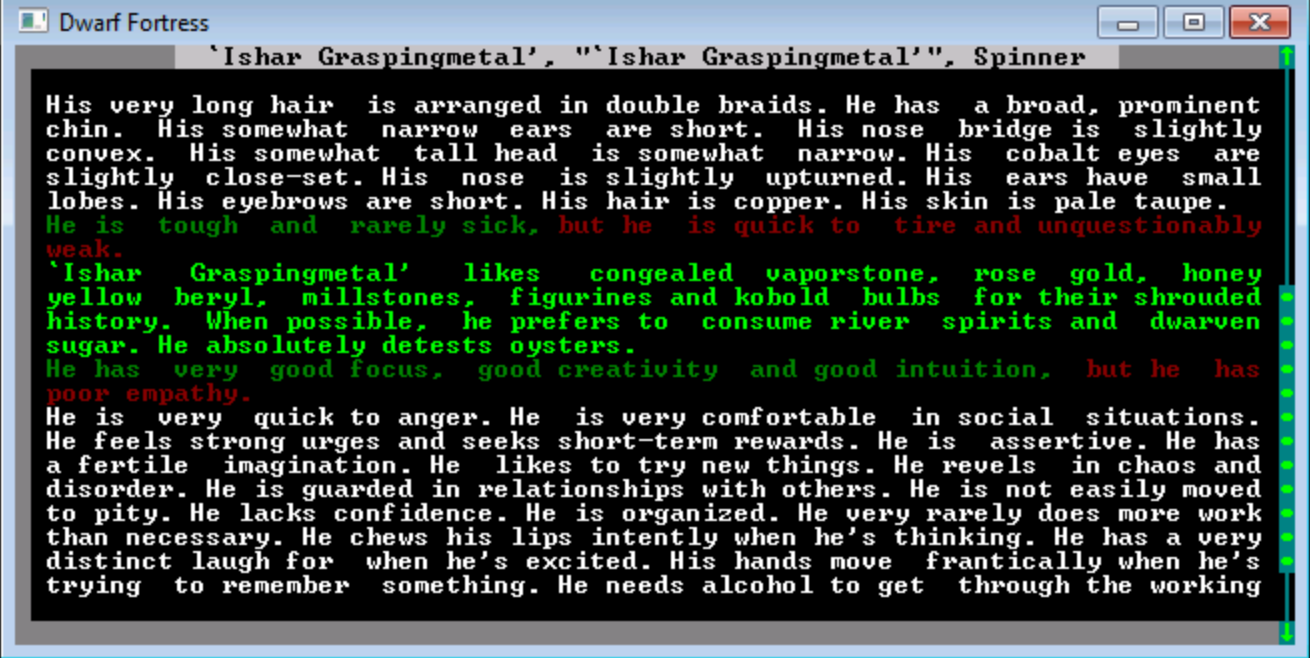 Dwarf Fortress
`Ishar Graspingmetal', "`Ishar Graspingmetal'", Spinner
His very long hair is arranged in double braids. He has a broad, prominent
chin. His somewhat narrow ears are short. His nose bridge is slightly
convex. His somewhat tall head is somewhat narrow. His cobalt eyes are
slightly close-set. His nose is slightly upturned. His ears have small
lobes. His eyebrows are short. His hair is copper. His skin is pale taupe.
He is tough and rarely sick, but he is quick to tire and unquestionably
weak.
`Ishar Graspingmetal' likes congealed vaporstone, rose gold, honey
yellow beryl, millstones, figurines and kobold bulbs for their shrouded
history. When possible, he prefers to consume river spirits and dwarven
sugar. He absolutely detests oysters.
He has very good focus, good creativity and good intuition, but he has
poor empathy.
He is very quick to anger. He is very comfortable in social situations.
He feels strong urges and seeks short-term rewards. He is assertive. He has
a fertile imagination. He likes to try new things. He revels in chaos and
disorder. He is guarded in relationships with others. He is not easily moved
to pity. He lacks confidence. He is organized. He very rarely does more work
than necessary. He chews his lips intently when he's thinking. He has a very
distinct laugh for when he's excited. His hands move frantically when he's
trying to remember something. He needs alcohol to get through the working